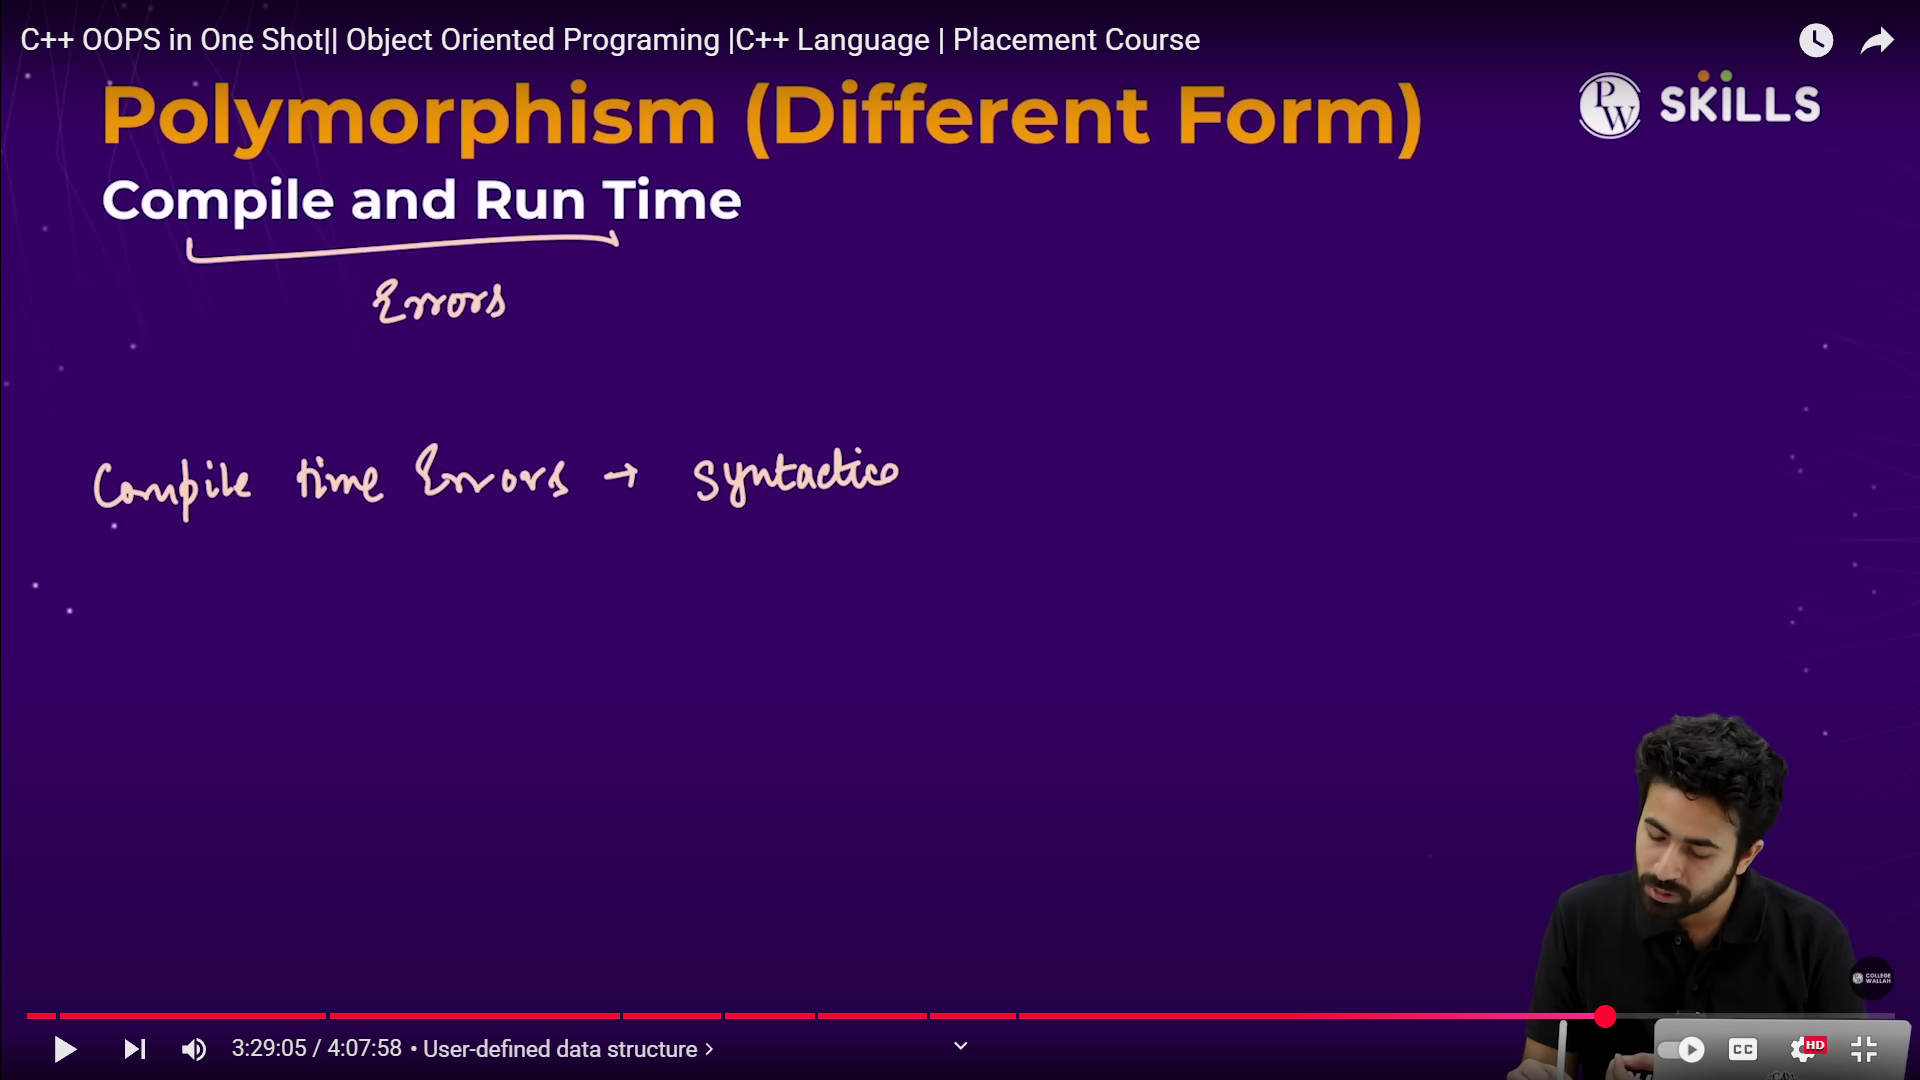 C++ OOPS in One Shot|| Object Oriented Programing |C++ Language | Placement Course
Polymorphism (Different Form)
PW SKILLS
Compile and Run Time
Errors
Compile time Errors → Syntactic
COLLEGE WALLAH
3:29:05 / 4:07:58 • User-defined data structure >
CC
HD